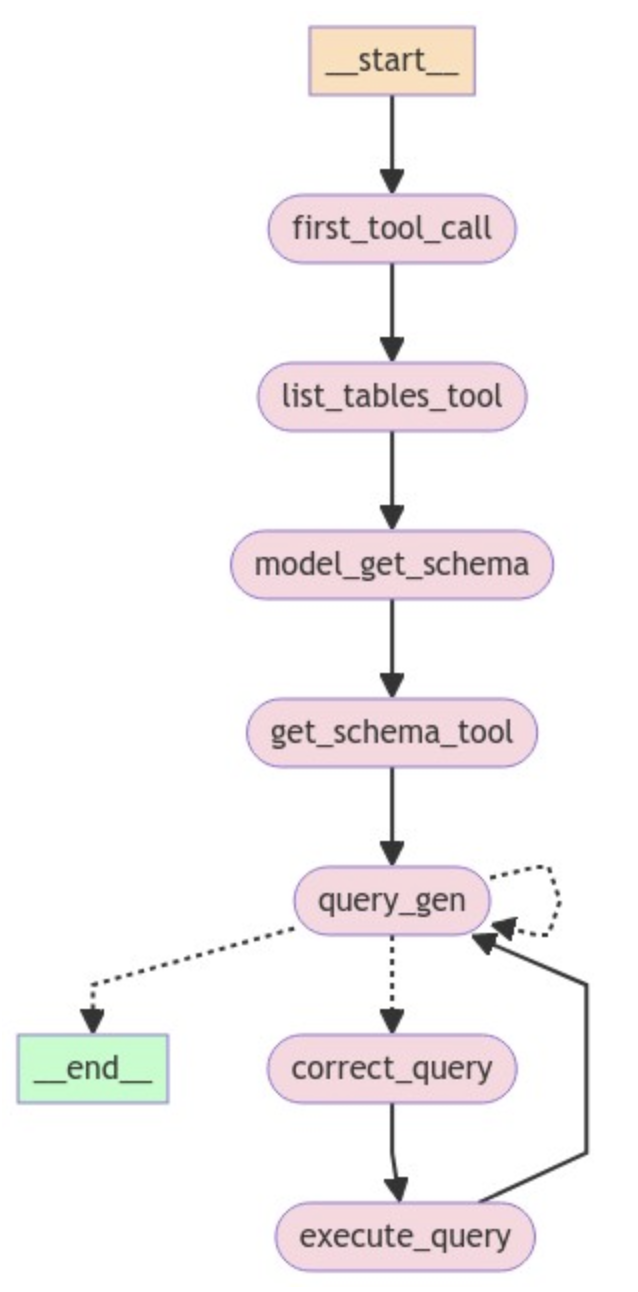 __start__
first_tool_call
list_tables_tool
model_get_schema
get_schema_tool
query_gen
__end__
correct_query
execute_query